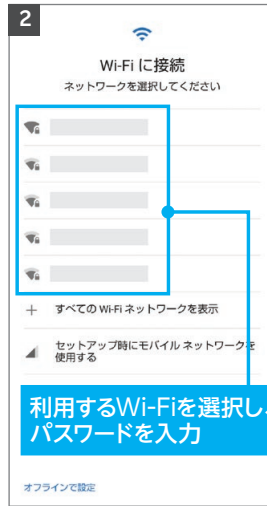 2
Wi-Fi に接続
ネットワークを選択してください
すべての Wi-Fi ネットワークを表示
セットアップ時にモバイル ネットワークを
使用する
利用するWi-Fiを選択し、
パスワードを入力
オフラインで設定